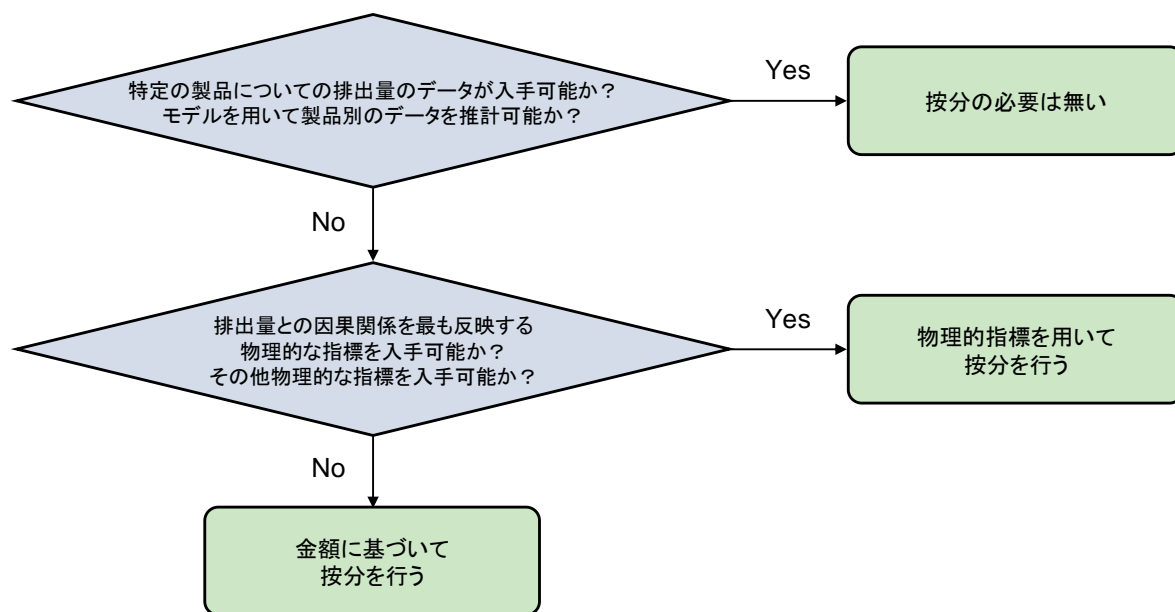 特定の製品についての排出量のデータが入手可能か？
モデルを用いて製品別のデータを推計可能か？
Yes
按分の必要は無い
No
排出量との因果関係を最も反映する
物理的な指標を入手可能か？
その他物理的な指標を入手可能か？
Yes
物理的指標を用いて
按分を行う
No
金額に基づいて
按分を行う